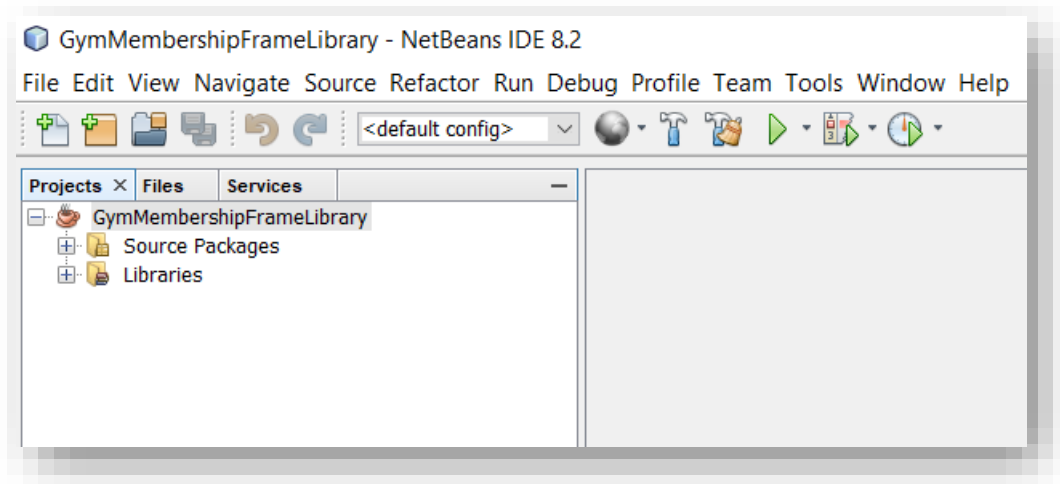 GymMembershipFrameLibrary - NetBeans IDE 8.2
File Edit View Navigate Source Refactor Run Debug Profile Team Tools Window Help
<default config>
Projects Files Services
GymMembershipFrameLibrary
Source Packages
Libraries